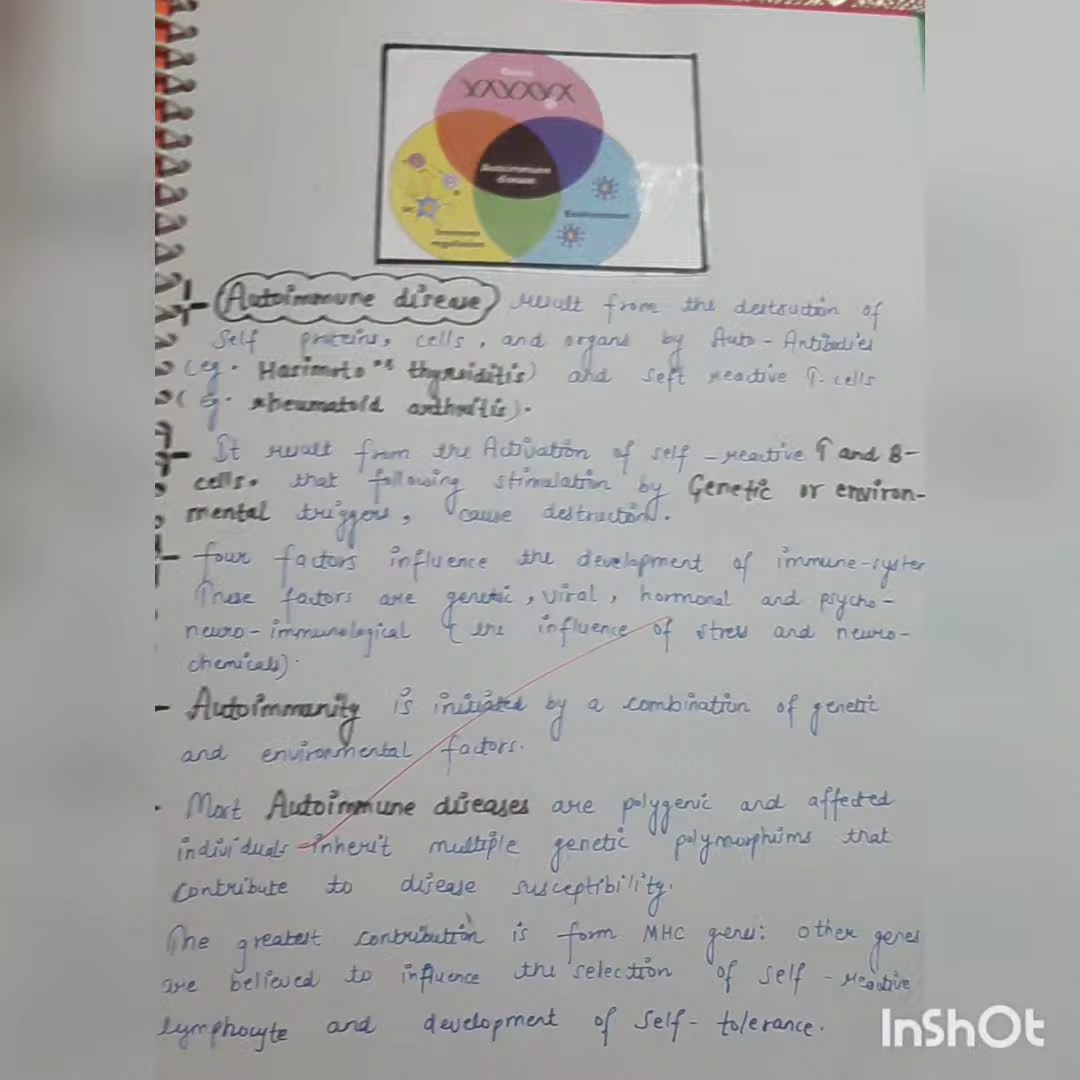 Genes
Autoimmune
disease
Immune
regulation
Environment
Autoimmune disease result from the destruction of
self proteins, cells, and organs by Auto-Antibodies
(eg. Hasimoto's thyroiditis) and self reactive T-cells
(eg. rheumatoid arthritis).
It result from the Activation of self-reactive T and B-
cells. that following stimulation by Genetic or environ-
mental triggers, cause destruction.
four factors influence the development of immune-system
These factors are genetic, viral, hormonal and psycho-
neuro-immunological (the influence of stress and neuro-
chemicals).
- Autoimmunity is initiated by a combination of genetic
and environmental factors.
- Most Autoimmune diseases are polygenic and affected
individuals inherit multiple genetic polymorphisms that
contribute to disease susceptibility.
The greatest contribution is form MHC genes: other genes
are believed to influence the selection of self-reactive
lymphocyte and development of self-tolerance.
InShOt